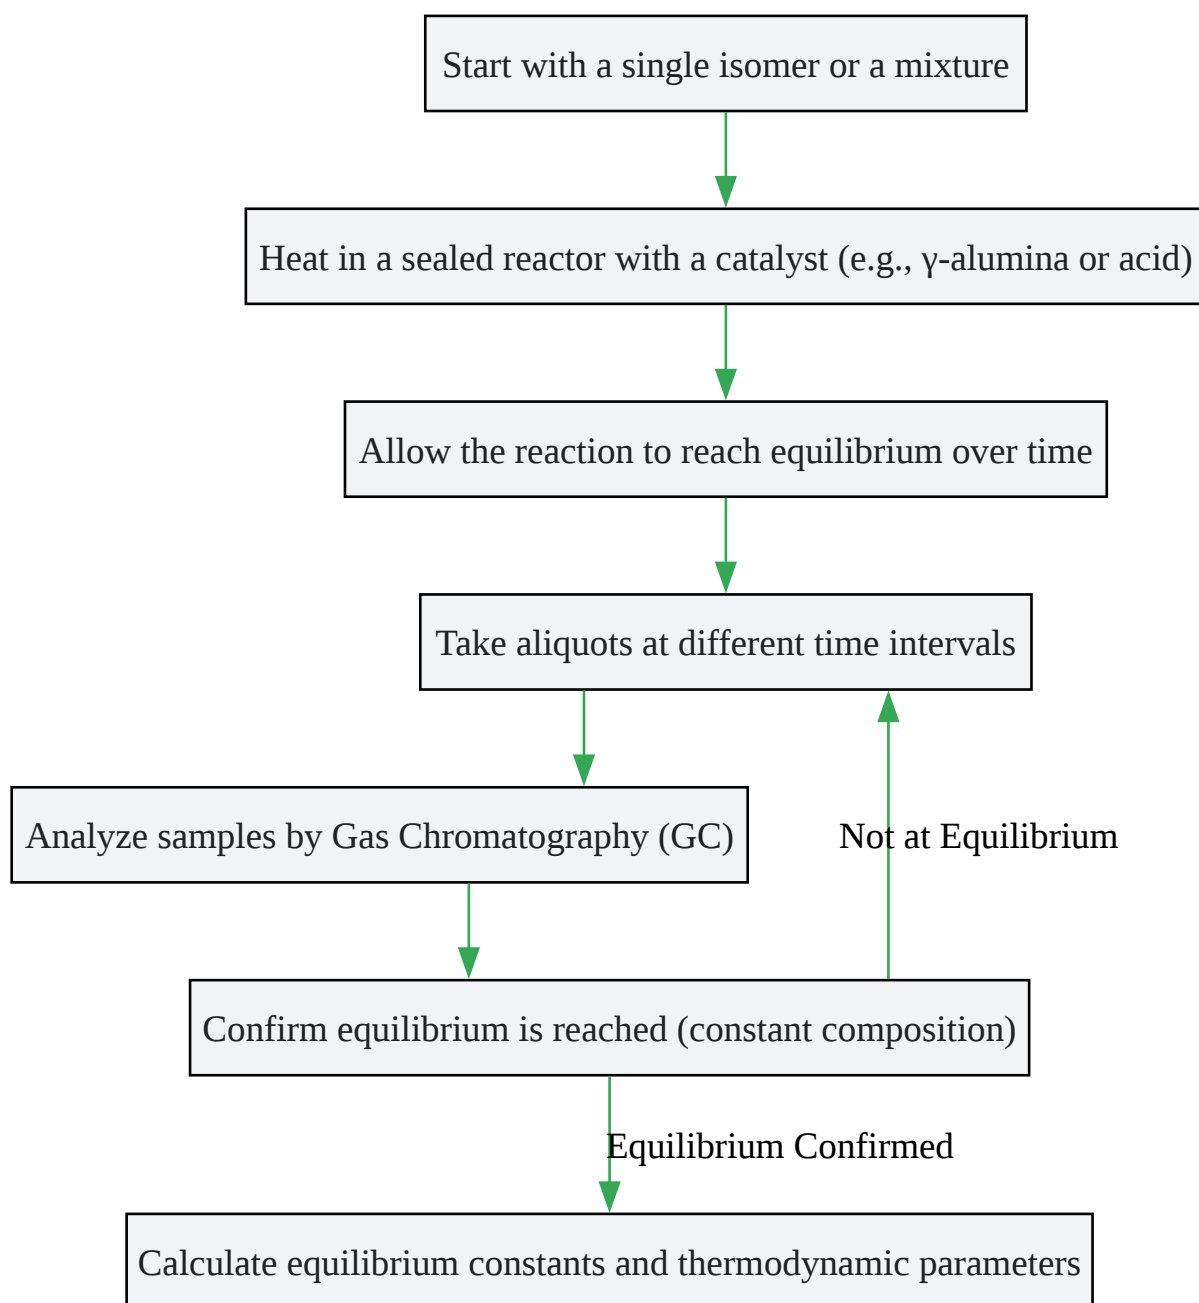 Start with a single isomer or a mixture
Heat in a sealed reactor with a catalyst (e.g., γ-alumina or acid)
Allow the reaction to reach equilibrium over time
Take aliquots at different time intervals
Analyze samples by Gas Chromatography (GC)
Not at Equilibrium
Confirm equilibrium is reached (constant composition)
Equilibrium Confirmed
Calculate equilibrium constants and thermodynamic parameters